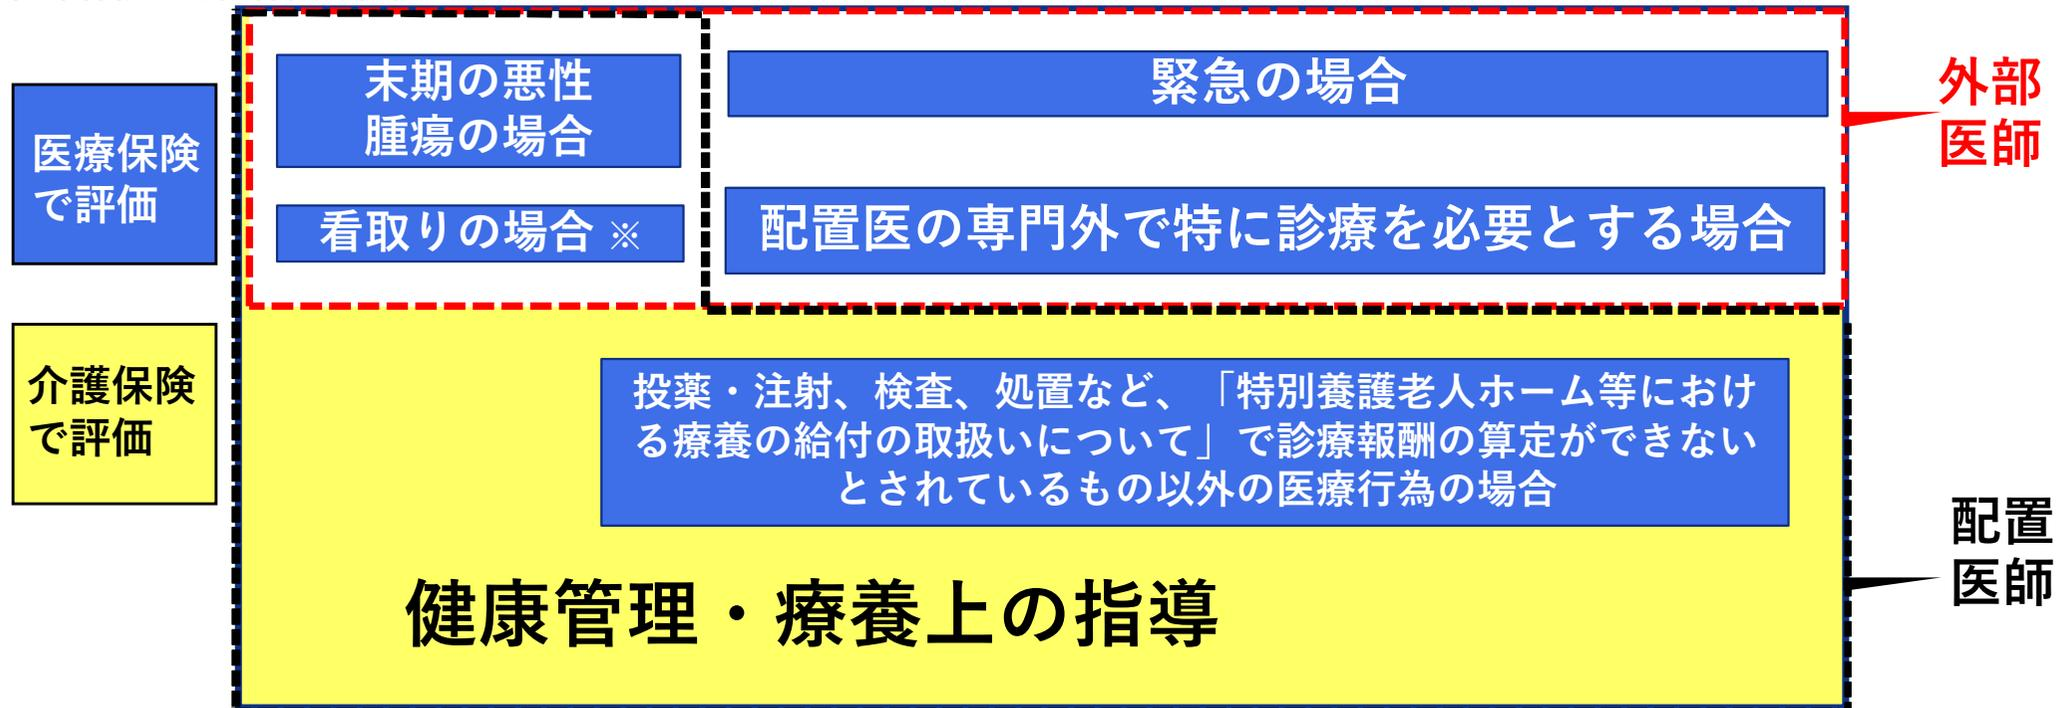 医療保険
で評価
介護保険
で評価
末期の悪性
腫瘍の場合
看取りの場合 ※
緊急の場合
配置医の専門外で特に診療を必要とする場合
外部
医師
投薬・注射、検査、処置など、「特別養護老人ホーム等におけ
る療養の給付の取扱いについて」で診療報酬の算定ができない
とされているもの以外の医療行為の場合
健康管理・療養上の指導
配置
医師